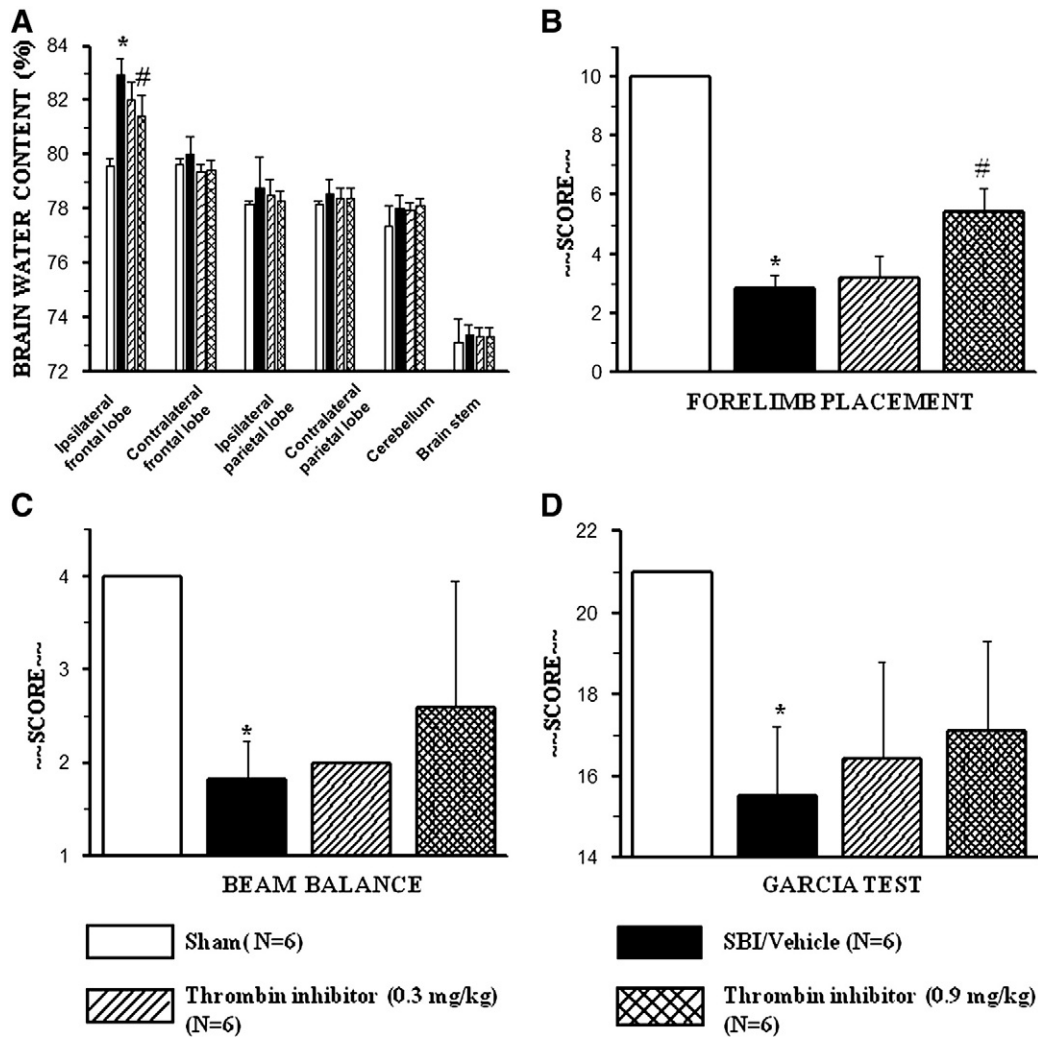 A
BRAIN WATER CONTENT (%)
84
82
80
78
76
74
72
*
#
Ipsilateral
frontal lobe
Contralateral
frontal lobe
Ipsilateral
parietal lobe
Contralateral
parietal lobe
Cerebellum
Brain stem
B
~~SCORE~~
10
8
6
4
2
0
*
#
FORELIMB PLACEMENT
C
~~SCORE~~
4
3
2
1
*
BEAM BALANCE
D
~~SCORE~~
22
20
18
16
14
*
GARCIA TEST
Sham( N=6)
SBI/Vehicle (N=6)
Thrombin inhibitor (0.3 mg/kg)
(N=6)
Thrombin inhibitor (0.9 mg/kg)
(N=6)